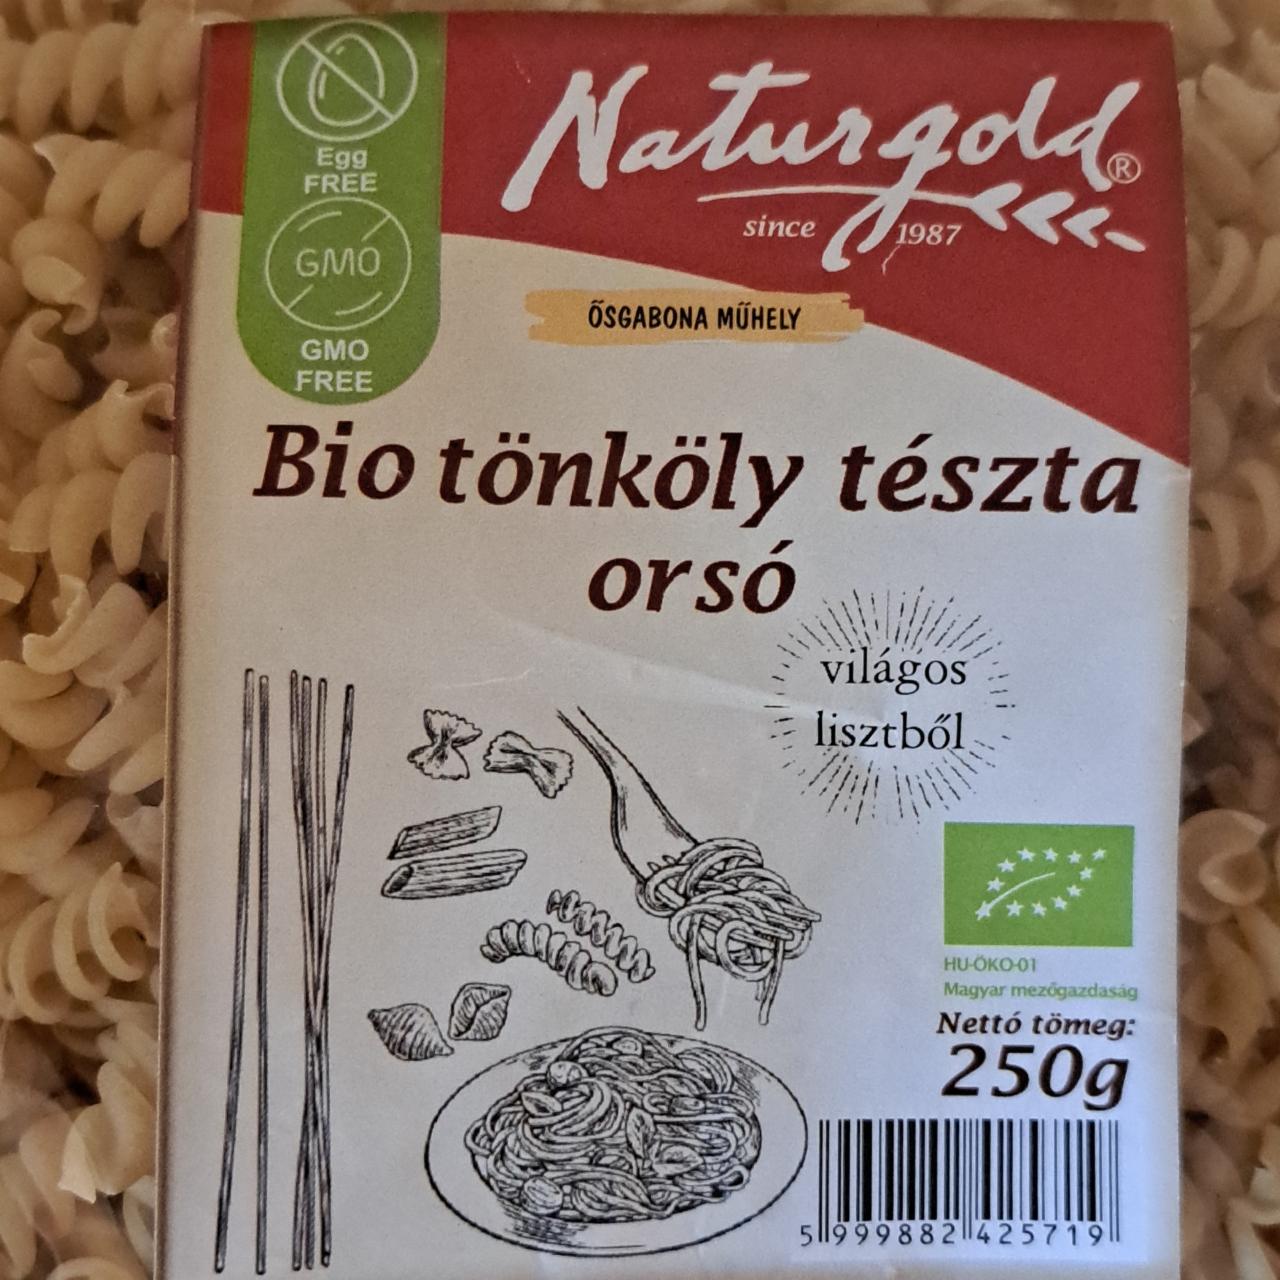 Egg
FREE
GMO
GMO
FREE
Naturgold®
since 1987
ŐSGABONA MŰHELY
Bio tönköly tészta
orsó
világos
lisztből
HU-ÖKO-01
Magyar mezőgazdaság
Nettó tömeg:
250g
5 999882 425719